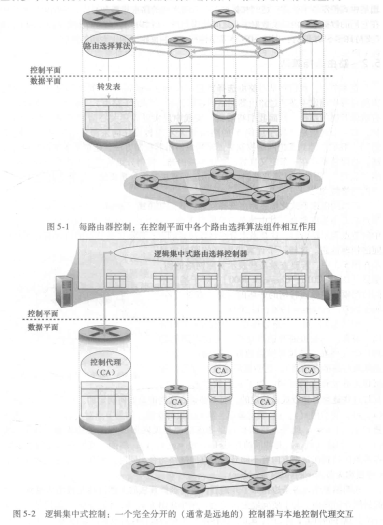 路由选择算法
控制平面
数据平面
转发表
图 5-1 每路由器控制：在控制平面中各个路由选择算法组件相互作用
逻辑集中式路由选择控制器
控制平面
数据平面
控制代理
（CA）
CA
CA
CA
CA
图 5-2 逻辑集中式控制：一个完全分开的（通常是远地的）控制器与本地控制代理交互